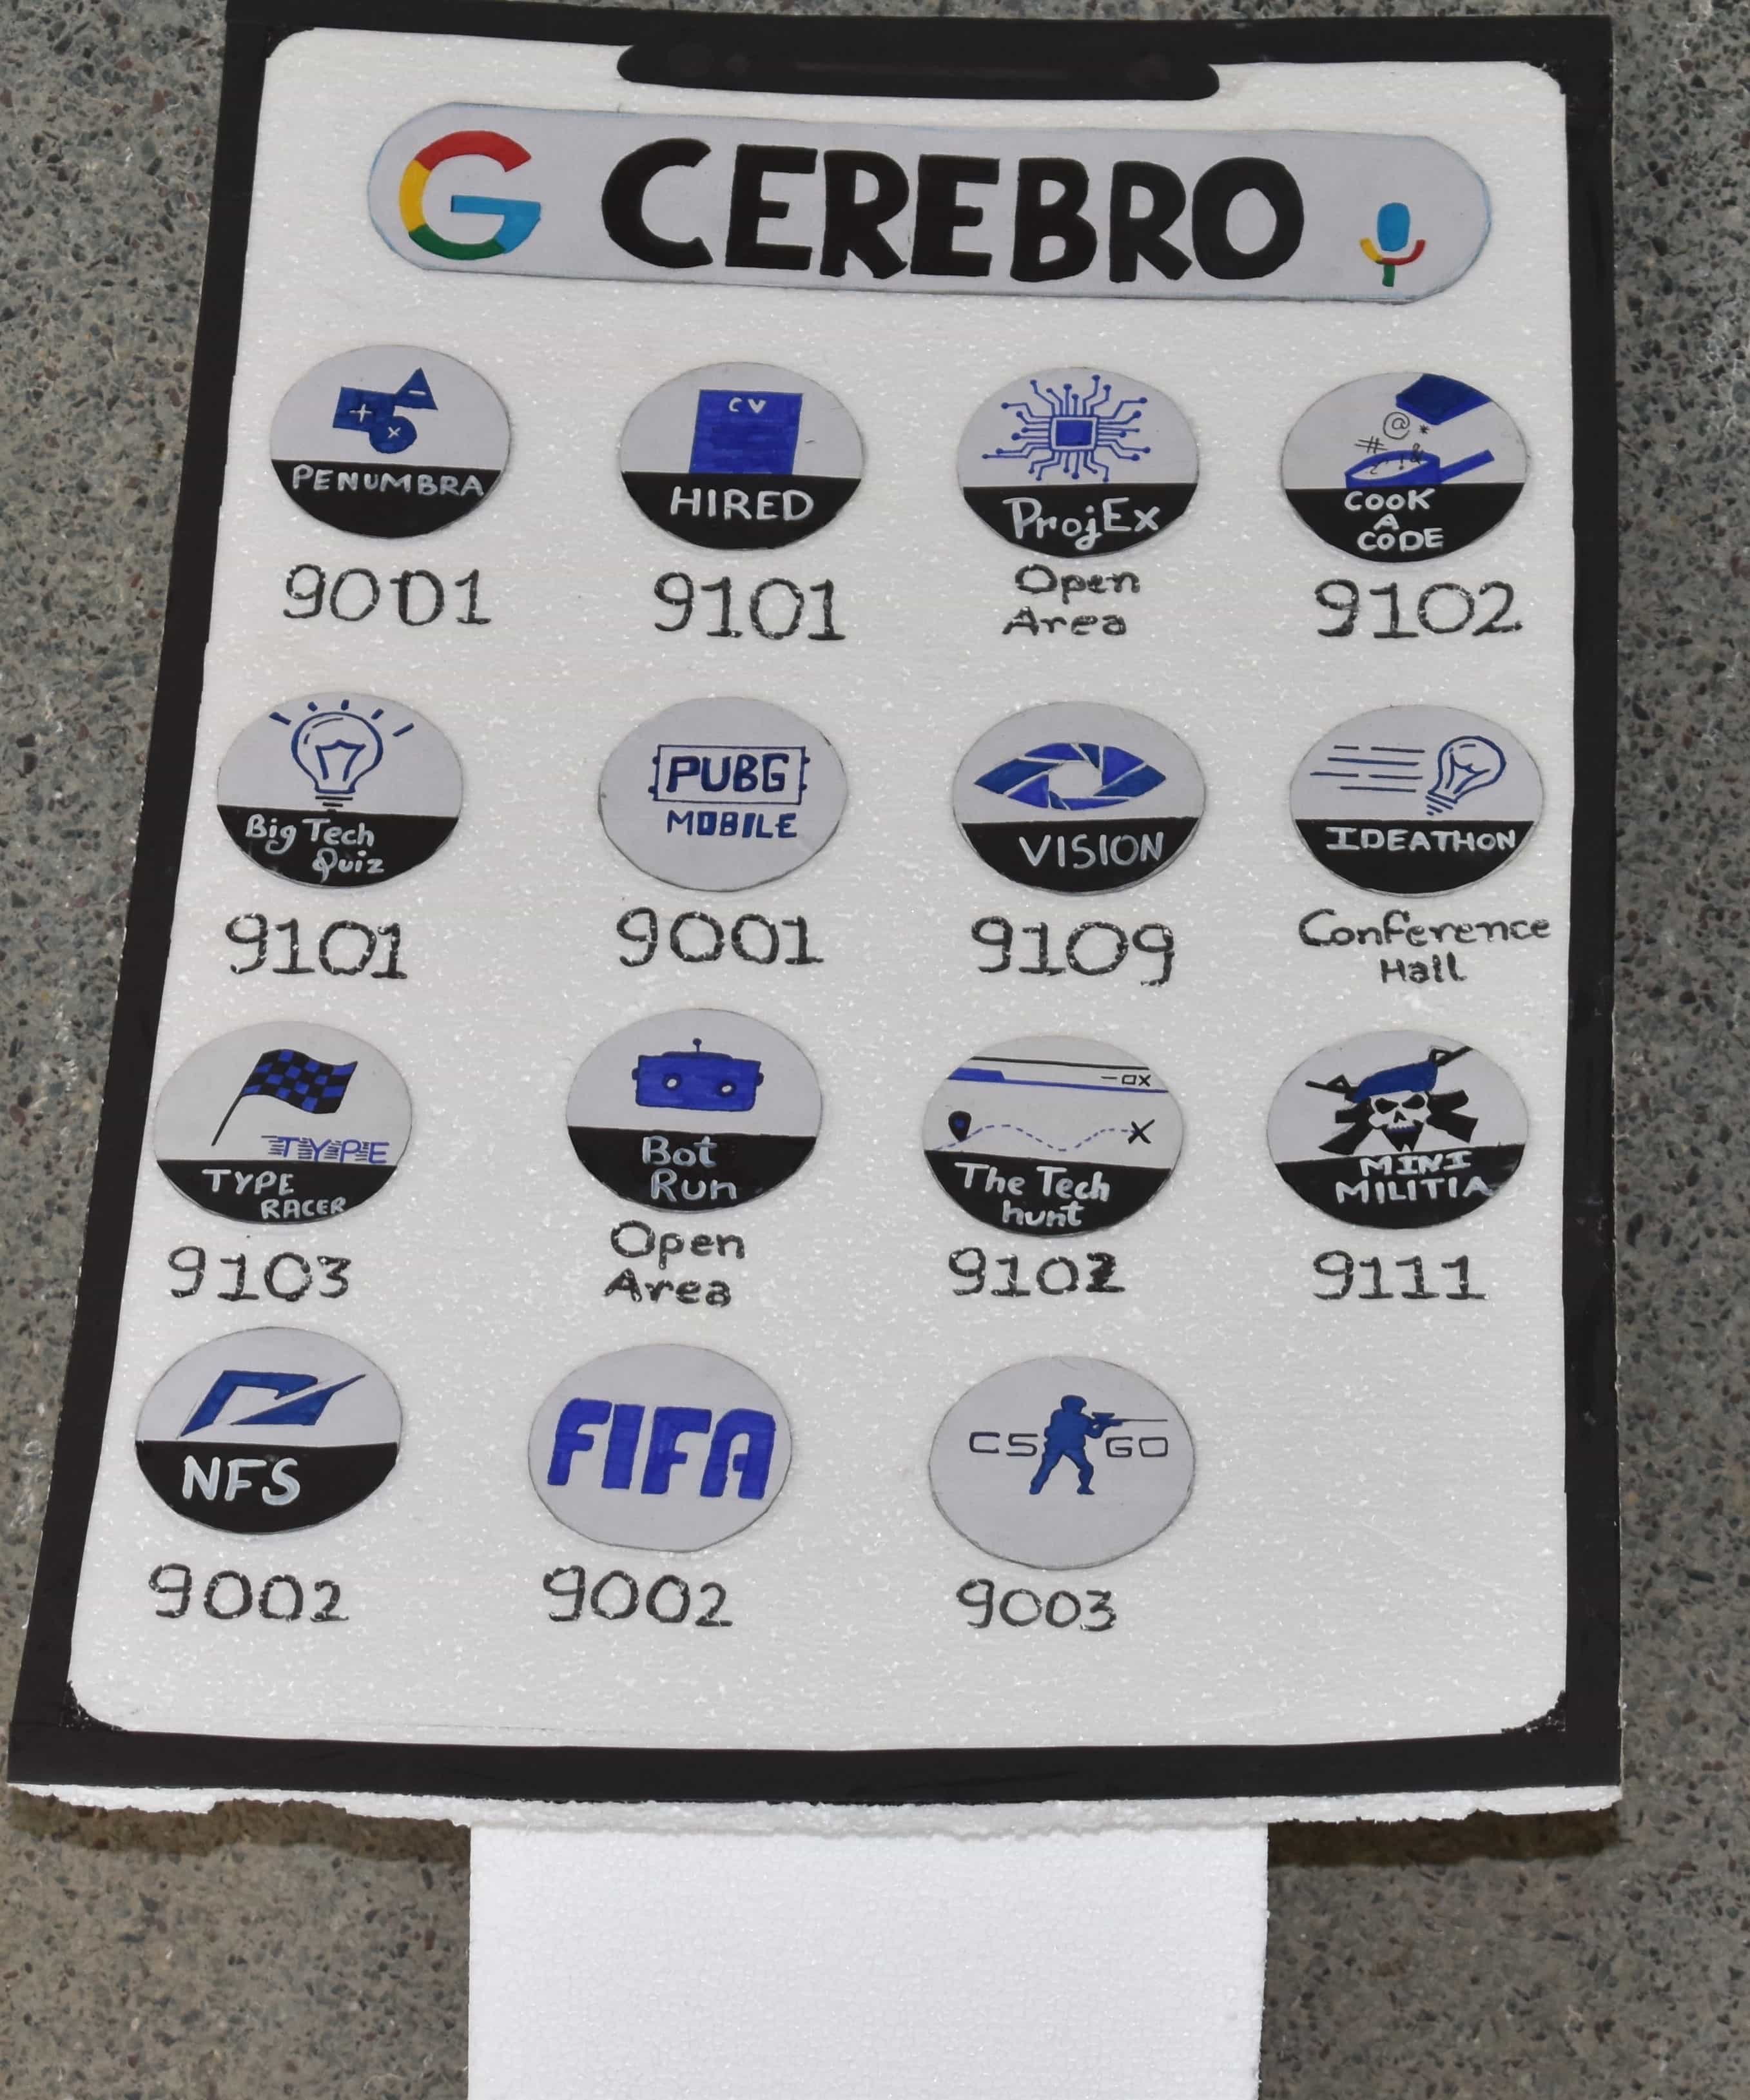 G CEREBRO
+ - ×
PENUMBRA
9001
CV
HIRED
9101
ProjEx
Open
Area
@ *
# &
!
COOK
A
CODE
9102
Big Tech
Quiz
9101
PUBG
MOBILE
9001
VISION
9109
IDEATHON
Conference
Hall
TYPE
TYPE
RACER
9103
Bot
Run
Open
Area
X
The Tech
hunt
9102
MINI
MILITIA
9111
NFS
9002
FIFA
9002
CS GO
9003